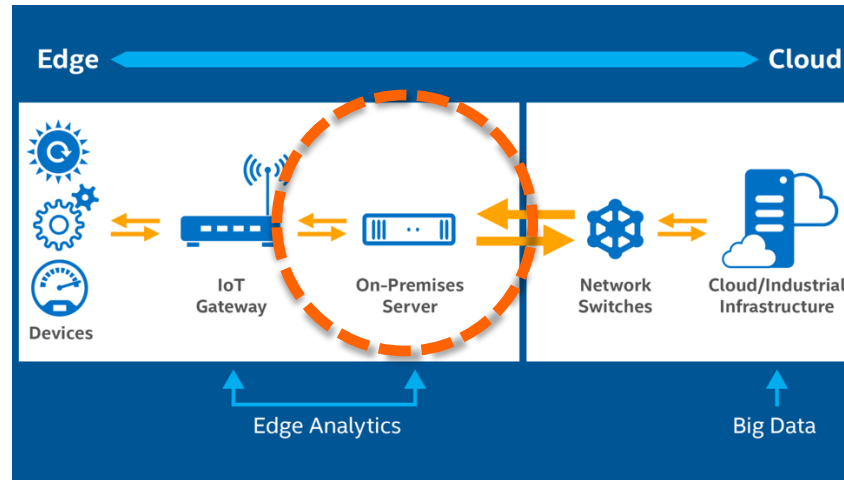 Edge
Cloud
Devices
IoT
Gateway
On-Premises
Server
Network
Switches
Cloud/Industrial
Infrastructure
Edge Analytics
Big Data